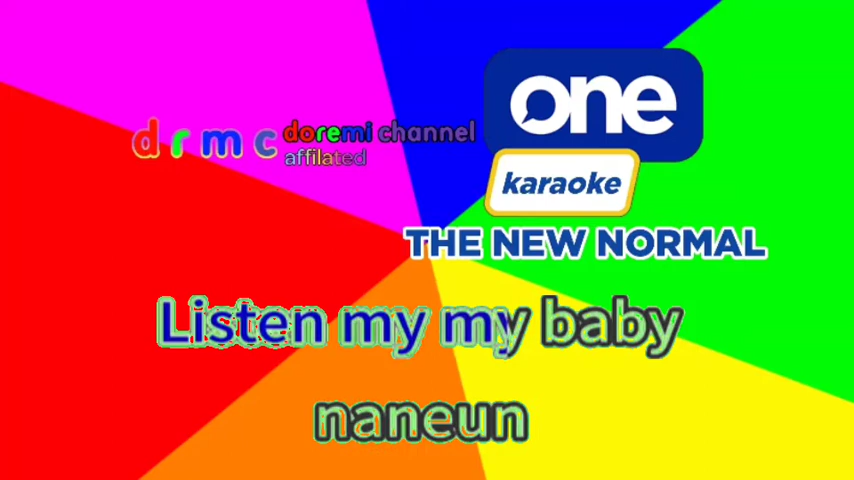 one
d r m c doremi channel
affilated
karaoke
THE NEW NORMAL
Listen my my baby
naneun